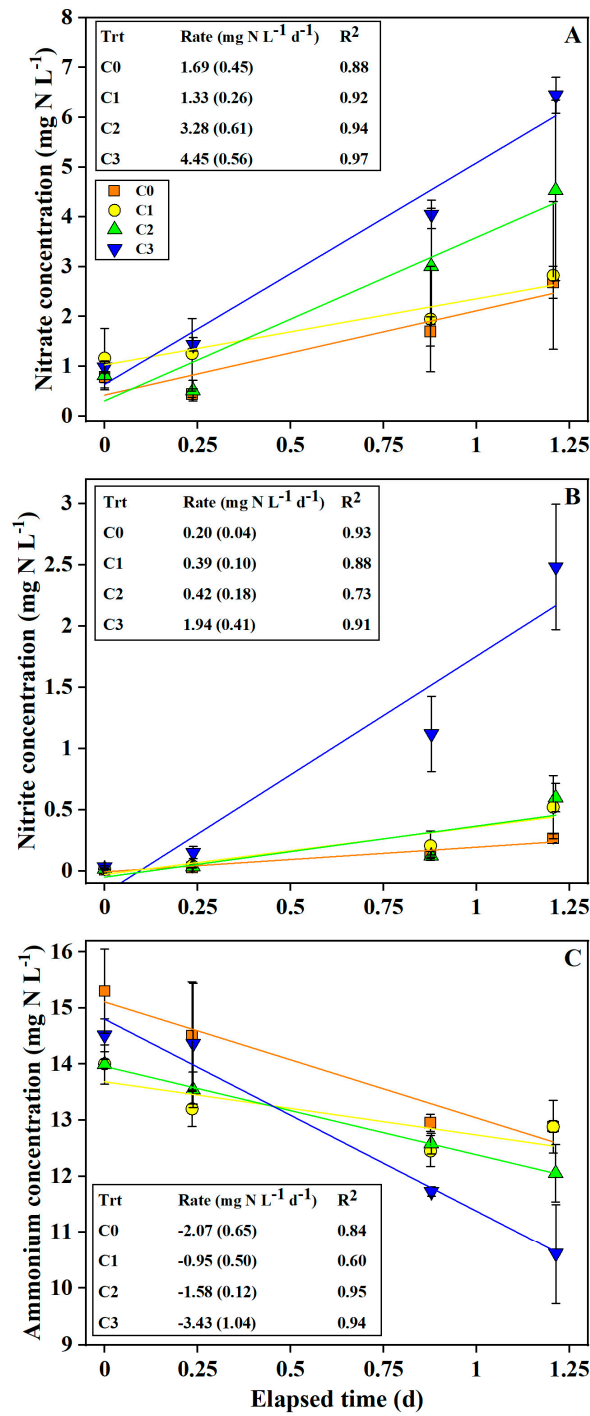 A
Trt Rate (mg N L⁻¹ d⁻¹) R²
C0 1.69 (0.45) 0.88
C1 1.33 (0.26) 0.92
C2 3.28 (0.61) 0.94
C3 4.45 (0.56) 0.97
C0
C1
C2
C3
Nitrate concentration (mg N L⁻¹)
8
7
6
5
4
3
2
1
0
0 0.25 0.50 0.75 1 1.25
B
Trt Rate (mg N L⁻¹ d⁻¹) R²
C0 0.20 (0.04) 0.93
C1 0.39 (0.10) 0.88
C2 0.42 (0.18) 0.73
C3 1.94 (0.41) 0.91
Nitrite concentration (mg N L⁻¹)
3
2.5
2
1.5
1
0.5
0
0 0.25 0.50 0.75 1 1.25
C
Ammonium concentration (mg N L⁻¹)
16
15
14
13
12
11
10
9
Trt Rate (mg N L⁻¹ d⁻¹) R²
C0 -2.07 (0.65) 0.84
C1 -0.95 (0.50) 0.60
C2 -1.58 (0.12) 0.95
C3 -3.43 (1.04) 0.94
0 0.25 0.50 0.75 1 1.25
Elapsed time (d)